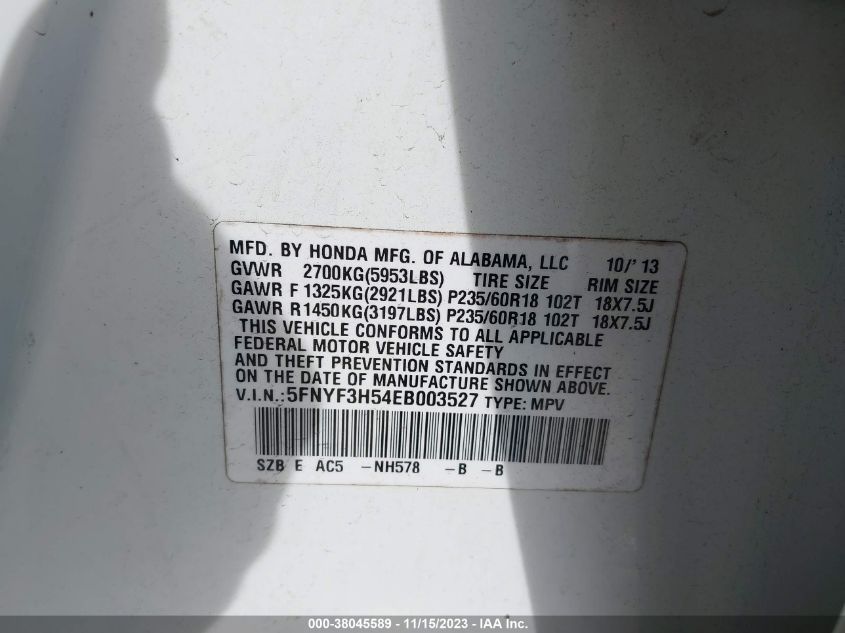 MFD. BY HONDA MFG. OF ALABAMA, LLC 10/'13
GVWR 2700KG(5953LBS) TIRE SIZE RIM SIZE
GAWR F 1325KG(2921LBS) P235/60R18 102T 18X7.5J
GAWR R 1450KG(3197LBS) P235/60R18 102T 18X7.5J
THIS VEHICLE CONFORMS TO ALL APPLICABLE
FEDERAL MOTOR VEHICLE SAFETY
AND THEFT PREVENTION STANDARDS IN EFFECT
ON THE DATE OF MANUFACTURE SHOWN ABOVE.
V.I.N.:5FNYF3H54EB003527 TYPE: MPV
SZB E AC5 -NH578 -B -B
000-38045589 - 11/15/2023 - IAA Inc.